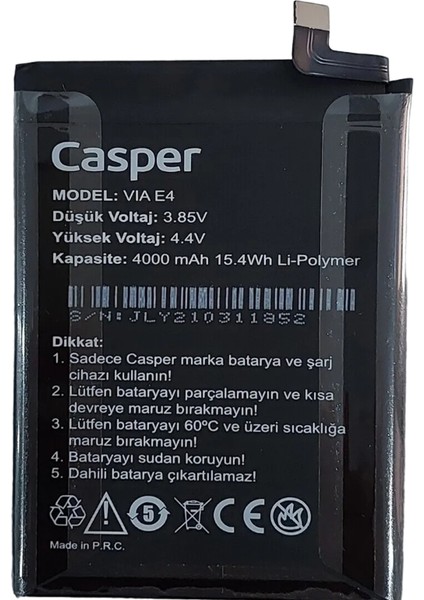 Casper
MODEL: VIA E4
Düşük Voltaj: 3.85V
Yüksek Voltaj: 4.4V
Kapasite: 4000 mAh 15.4Wh Li-Polymer
S/N:JLY210311852
Dikkat:
1. Sadece Casper marka batarya ve şarj
cihazı kullanın!
2. Lütfen bataryayı parçalamayın ve kısa
devreye maruz bırakmayın!
3. Lütfen bataryayı 60ºC ve üzeri sıcaklığa
maruz bırakmayın!
4. Bataryayı sudan koruyun!
5. Dahili batarya çıkartılamaz!
5 CE
Made in P.R.C.